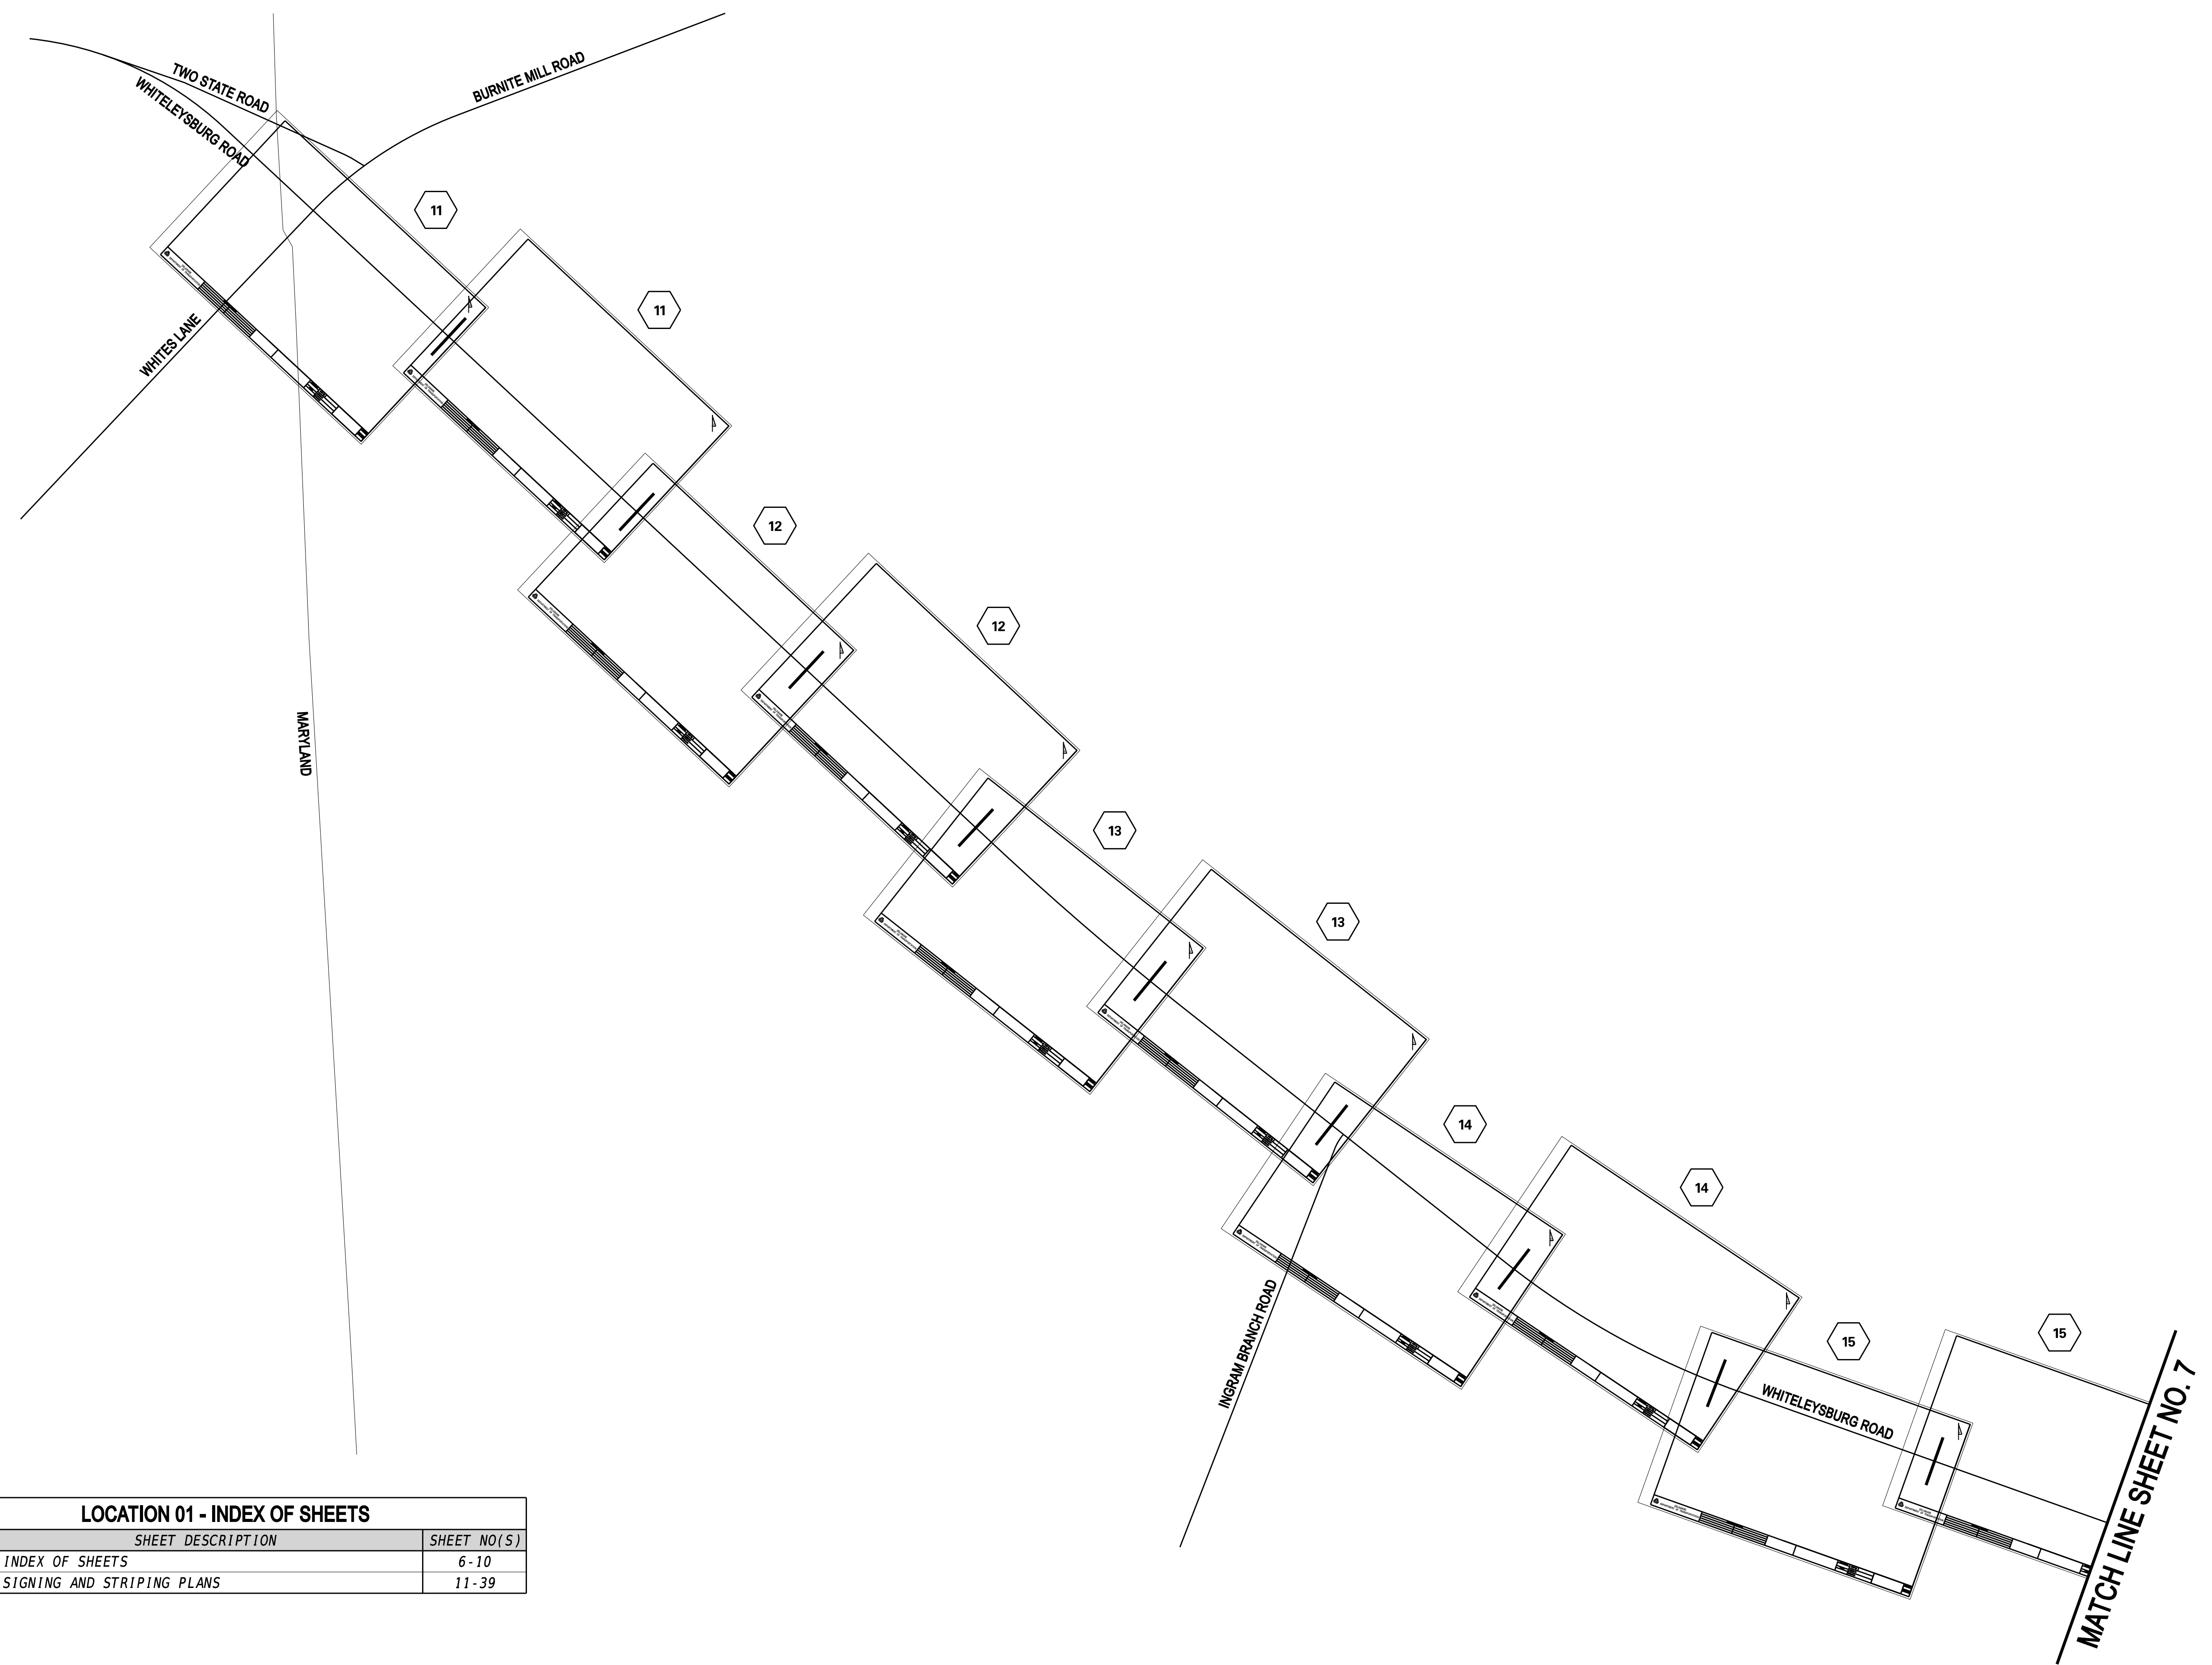 TWO STATE ROAD
WHITELEYSBURG ROAD
BURNITE MILL ROAD
11
11
WHITES LANE
12
12
MARYLAND
13
13
14
14
INGRAM BRANCH ROAD
15
15
WHITELEYSBURG ROAD
MATCH LINE SHEET NO. 7
LOCATION 01 - INDEX OF SHEETS
SHEET DESCRIPTION SHEET NO(S)
INDEX OF SHEETS 6-10
SIGNING AND STRIPING PLANS 11-39